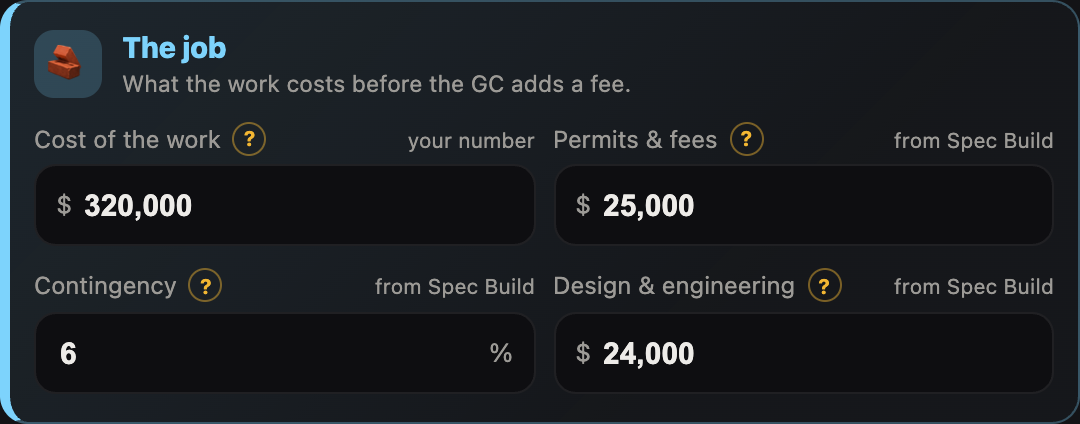 The job
What the work costs before the GC adds a fee.
Cost of the work ? your number
Permits & fees ? from Spec Build
$ 320,000
$ 25,000
Contingency ? from Spec Build
Design & engineering ? from Spec Build
6 %
$ 24,000